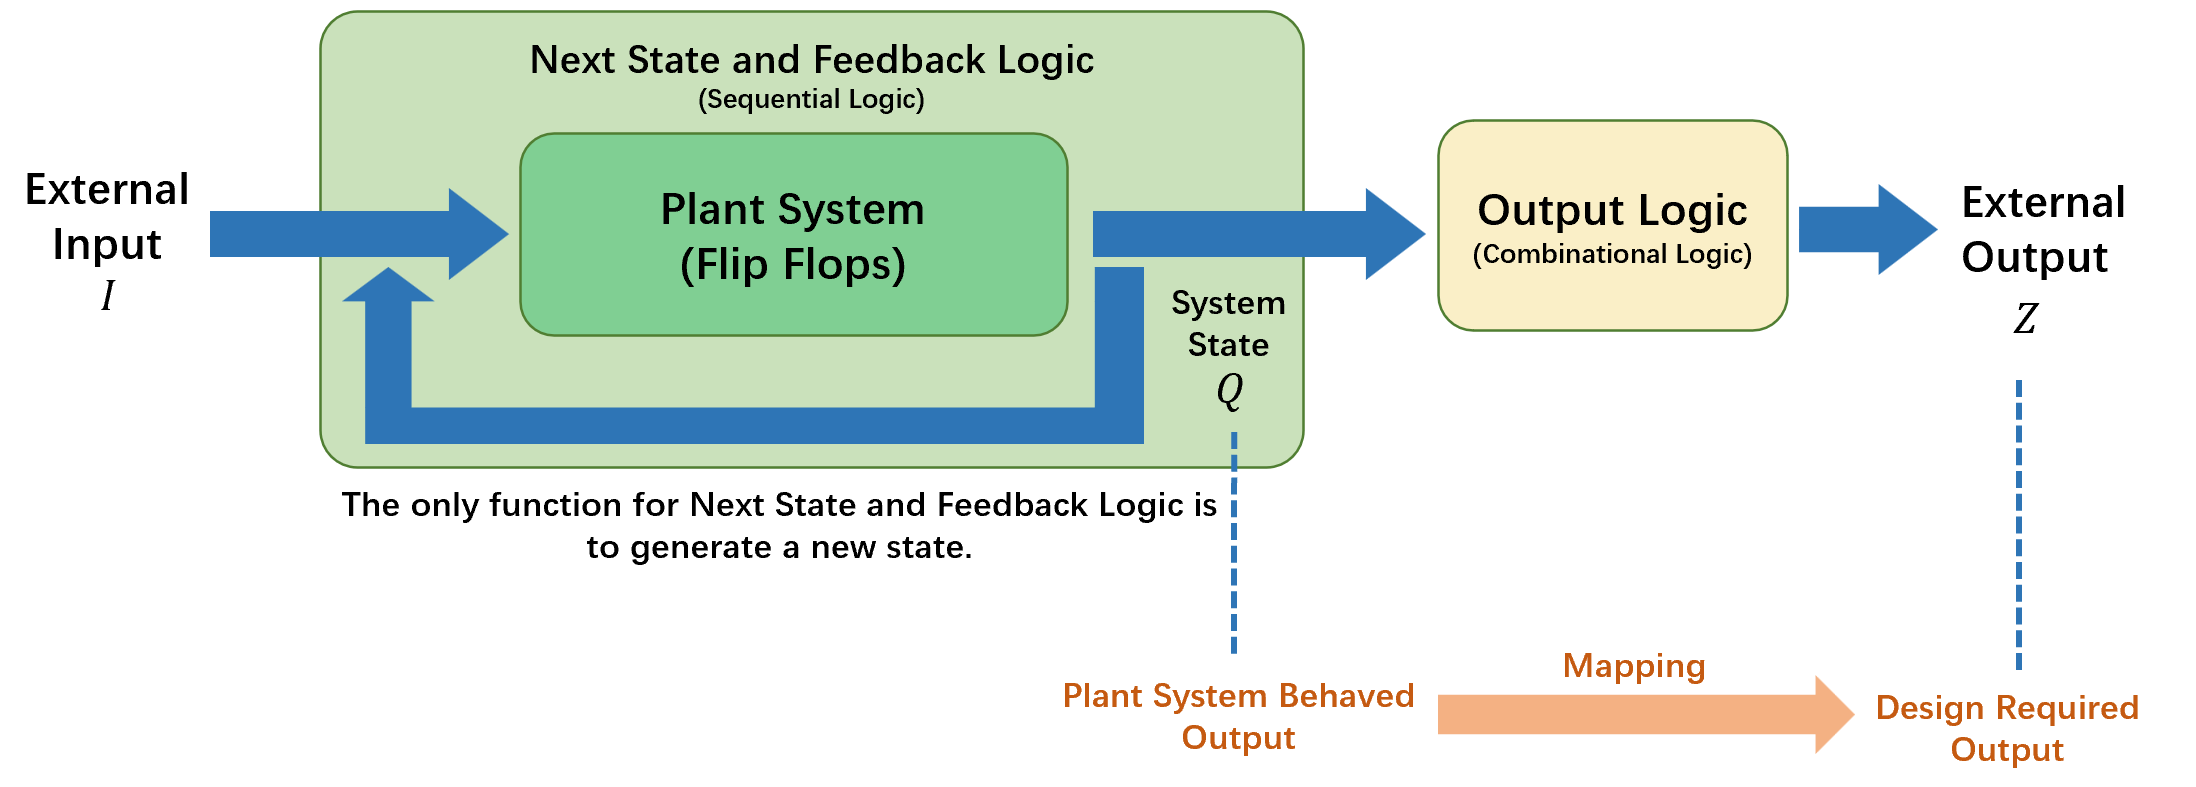 Next State and Feedback Logic
(Sequential Logic)
External
Input
I
Plant System
(Flip Flops)
System
State
Q
Output Logic
(Combinational Logic)
External
Output
Z
The only function for Next State and Feedback Logic is
to generate a new state.
Plant System Behaved
Output
Mapping
Design Required
Output